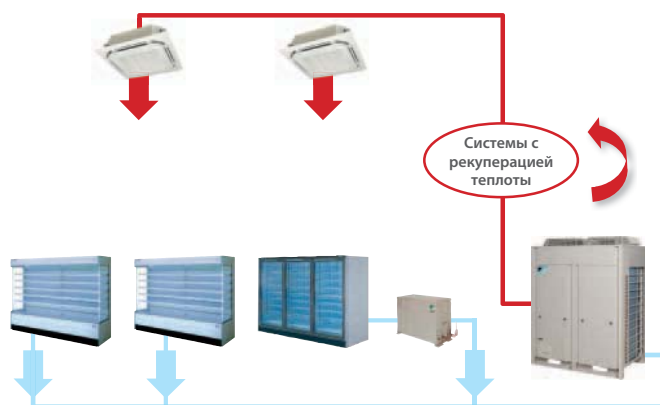 Системы с
рекуперацией
теплоты